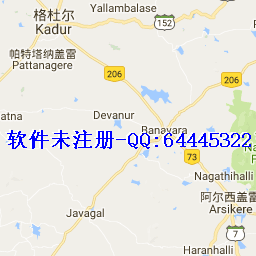 格杜尔
Kadur
Yallambalase
152
帕特塔纳盖雷
Pattanagere
206
206
atna
Devanur
Banavara
软件未注册-QQ:64445322
73
Nagathihalli
阿尔西盖雷
Arsikere
Javagal
7
Haranhalli